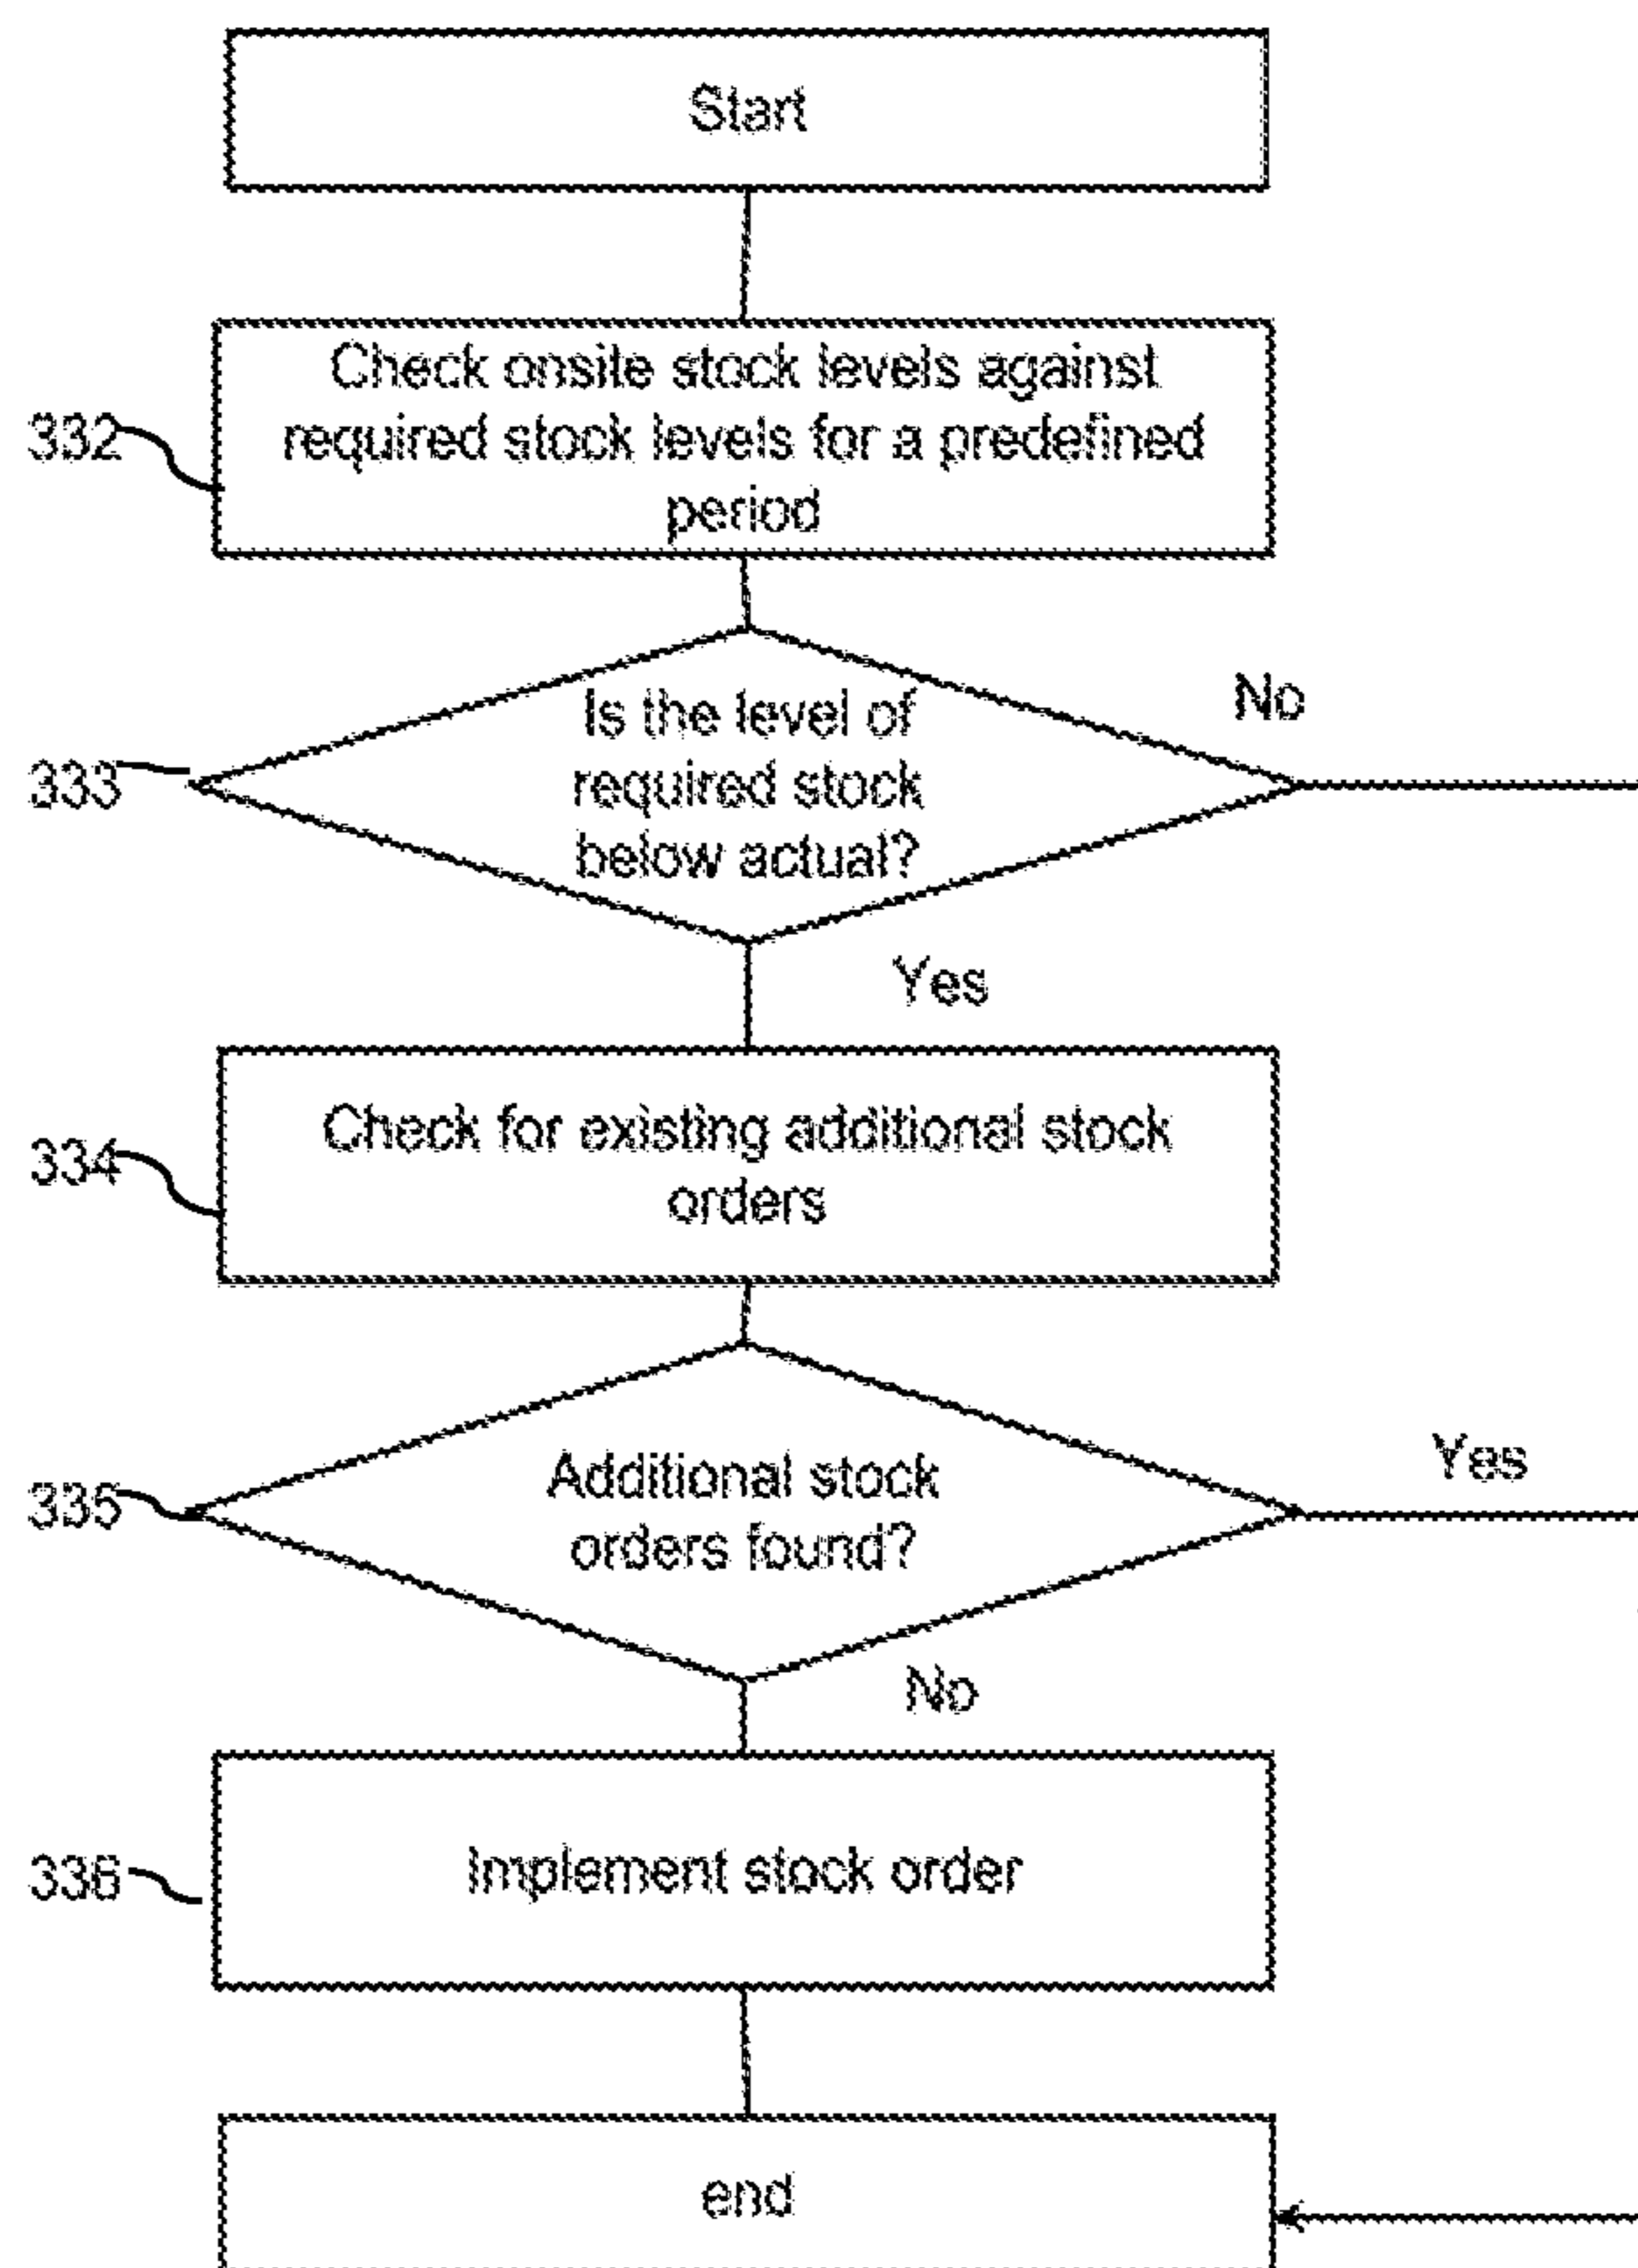 Start
332
Check onsite stock levels against
required stock levels for a predefined
period
333
Is the level of
required stock
below actual?
No
Yes
334
Check for existing additional stock
orders
335
Additional stock
orders found?
Yes
No
336
Implement stock order
end